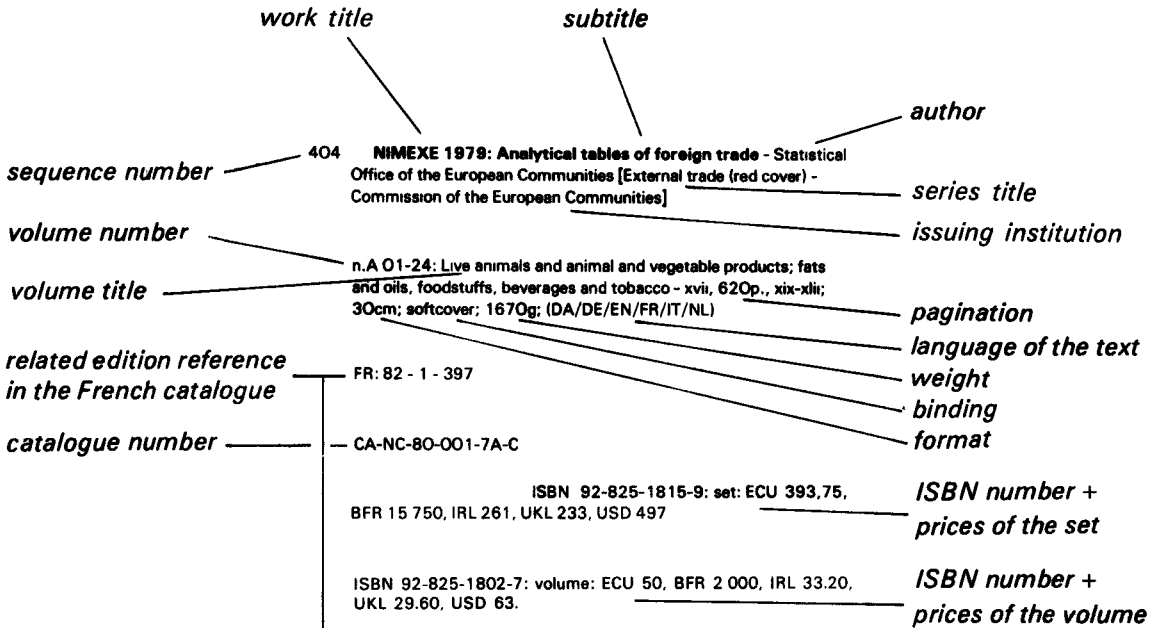 work title
subtitle
author
sequence number
404 NIMEXE 1979: Analytical tables of foreign trade - Statistical
Office of the European Communities [External trade (red cover) -
Commission of the European Communities]
series title
issuing institution
volume number
n.A 01-24: Live animals and animal and vegetable products; fats
and oils, foodstuffs, beverages and tobacco - xvii, 620p., xix-xlii;
30cm; softcover; 1670g; (DA/DE/EN/FR/IT/NL)
volume title
pagination
language of the text
weight
binding
format
related edition reference
in the French catalogue
FR: 82 - 1 - 397
catalogue number
CA-NC-80-001-7A-C
ISBN 92-825-1815-9: set: ECU 393,75,
BFR 15 750, IRL 261, UKL 233, USD 497
ISBN number +
prices of the set
ISBN 92-825-1802-7: volume: ECU 50, BFR 2 000, IRL 33.20,
UKL 29.60, USD 63.
ISBN number +
prices of the volume